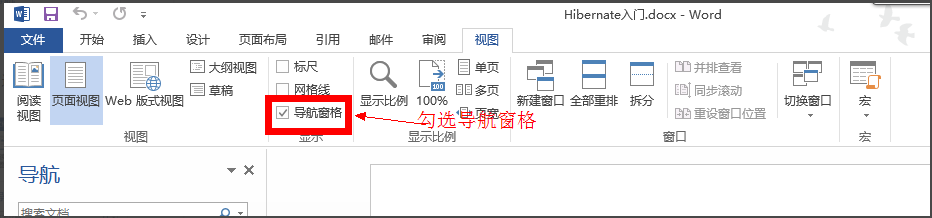 Hibernate入门.docx - Word
文件 开始 插入 设计 页面布局 引用 邮件 审阅 视图
阅读视图 页面视图 Web 版式视图 大纲视图 草稿
标尺
网格线
导航窗格
显示比例 100% 单页 多页 页宽
新建窗口 全部重排 拆分 并排查看 同步滚动 重设窗口位置 切换窗口 宏
勾选导航窗格
视图 显示 显示比例 窗口 宏
导航
搜索文档